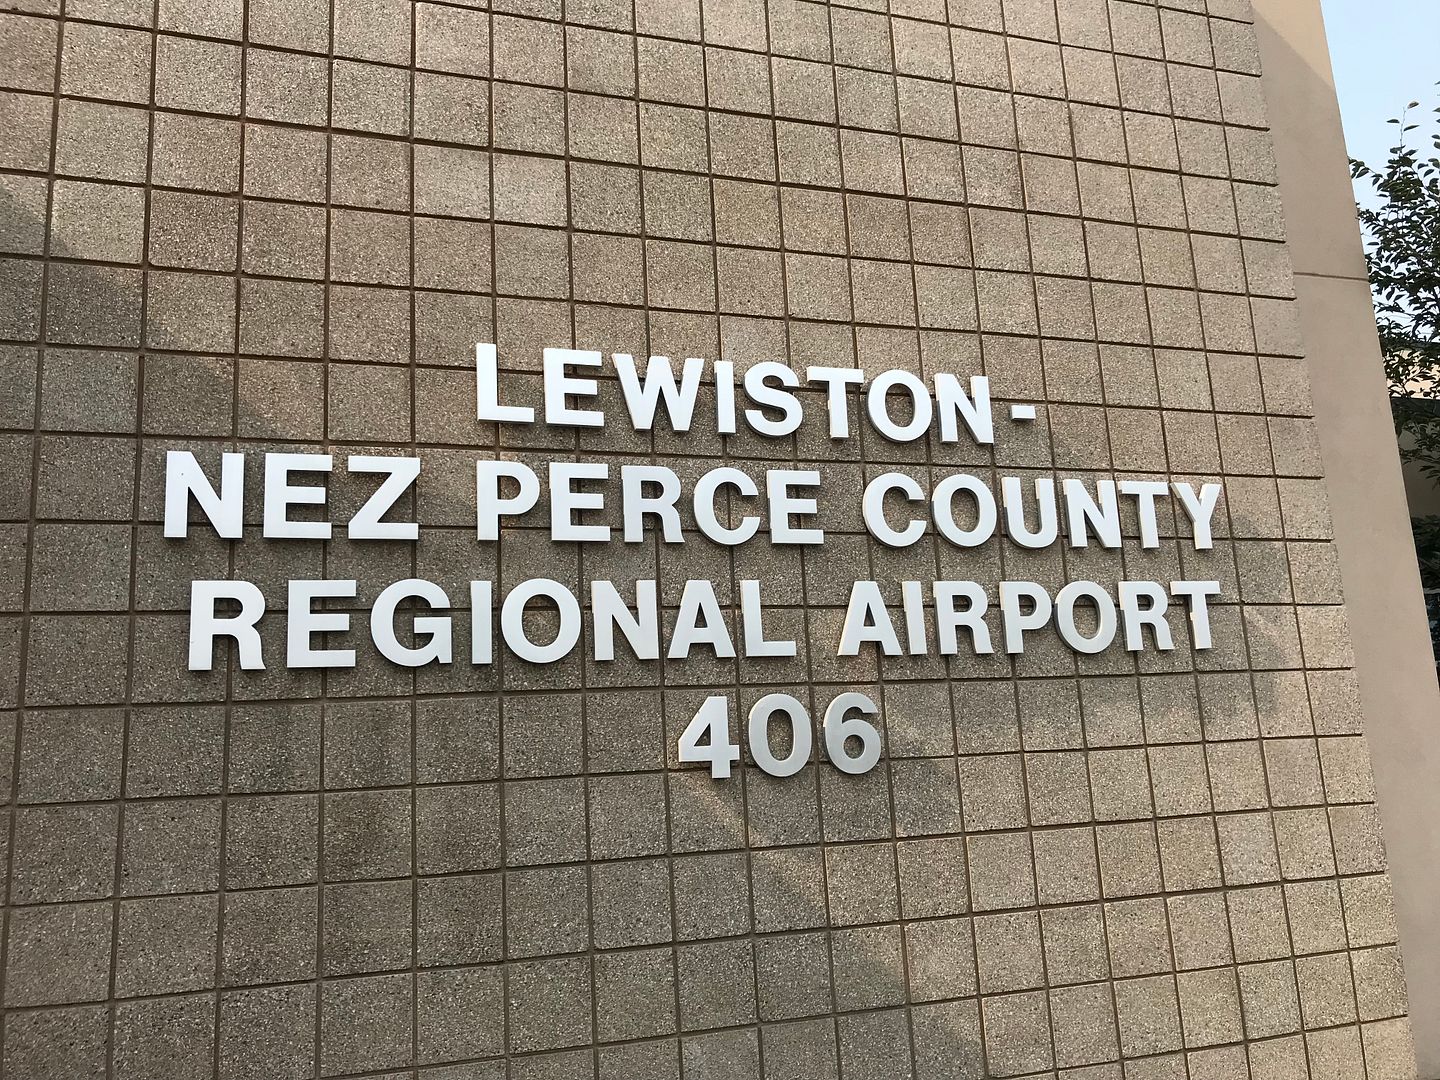 LEWISTON-
NEZ PERCE COUNTY
REGIONAL AIRPORT
406